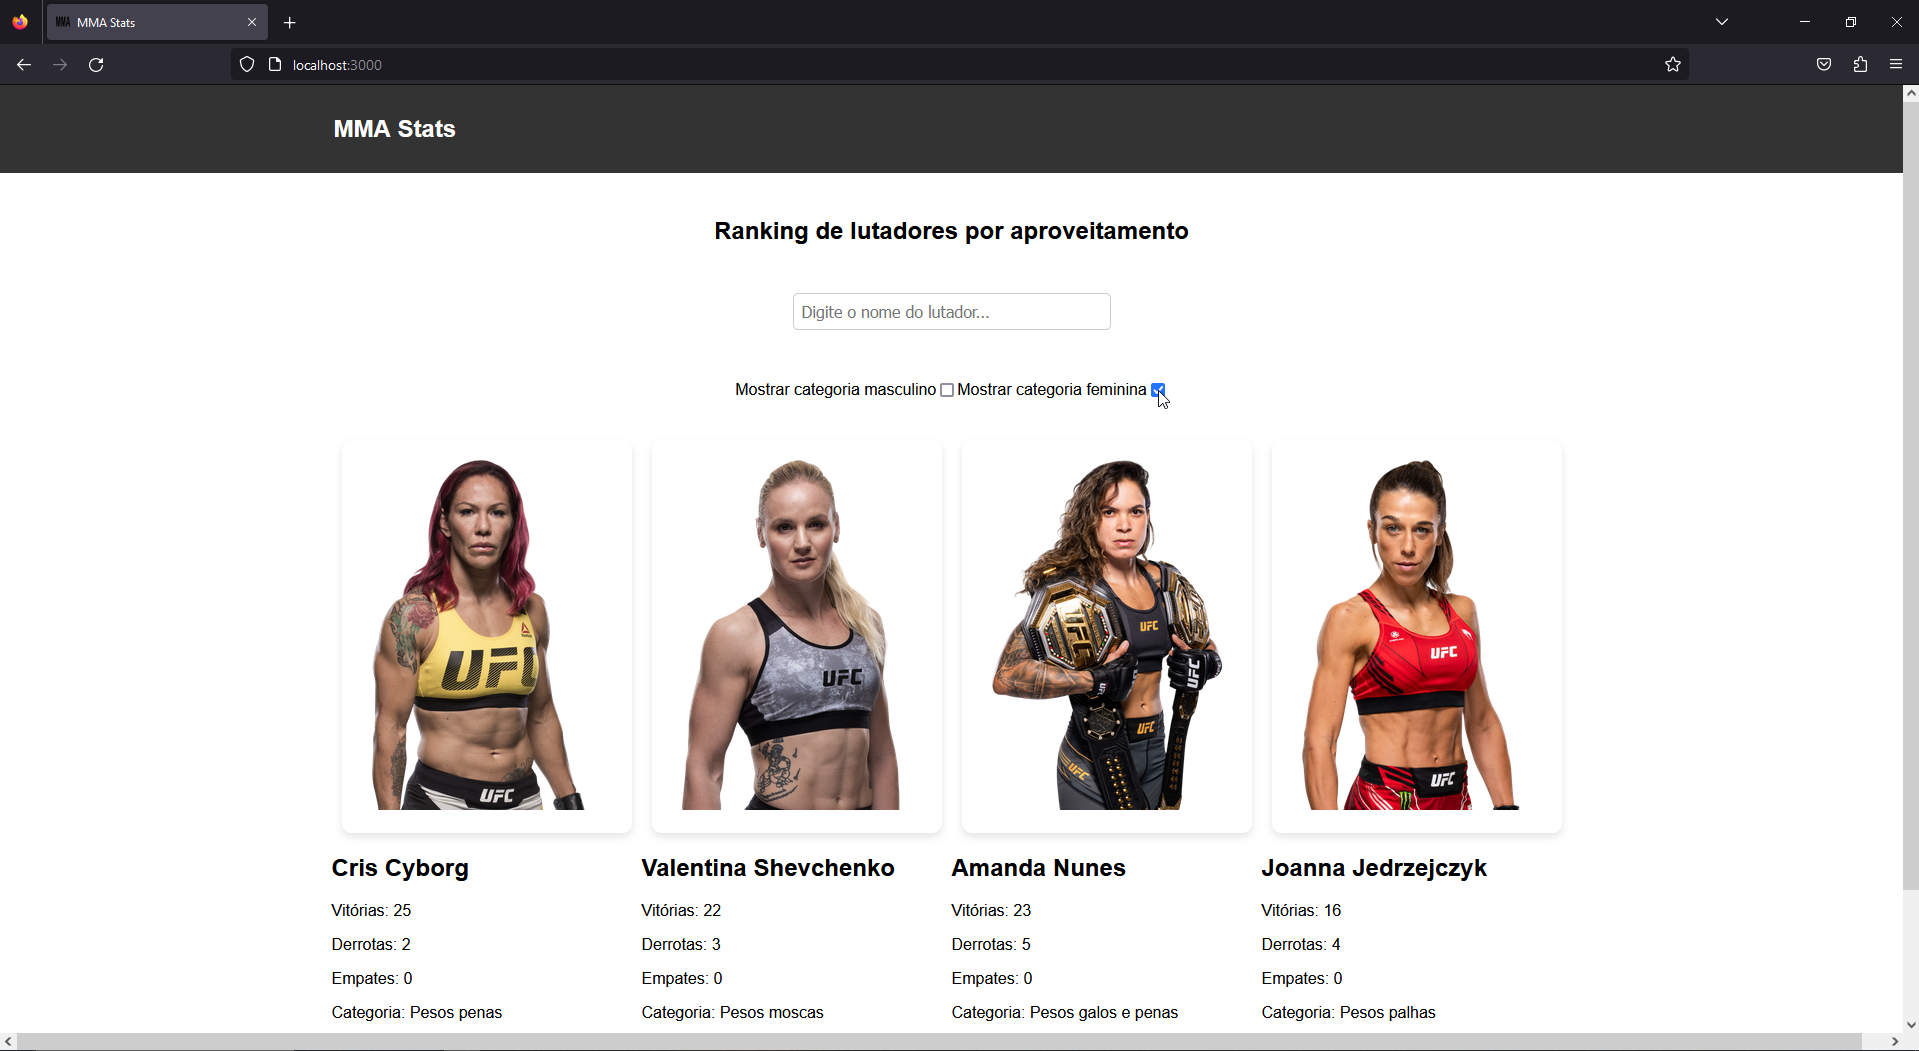 MMA MMA Stats
localhost:3000
MMA Stats
Ranking de lutadores por aproveitamento
Digite o nome do lutador...
Mostrar categoria masculino Mostrar categoria feminina
UFC
UFC
UFC
UFC
UFC
UFC
UFC
UFC
UFC
UFC
Cris Cyborg Valentina Shevchenko Amanda Nunes Joanna Jedrzejczyk
Vitórias: 25 Vitórias: 22 Vitórias: 23 Vitórias: 16
Derrotas: 2 Derrotas: 3 Derrotas: 5 Derrotas: 4
Empates: 0 Empates: 0 Empates: 0 Empates: 0
Categoria: Pesos penas Categoria: Pesos moscas Categoria: Pesos galos e penas Categoria: Pesos palhas